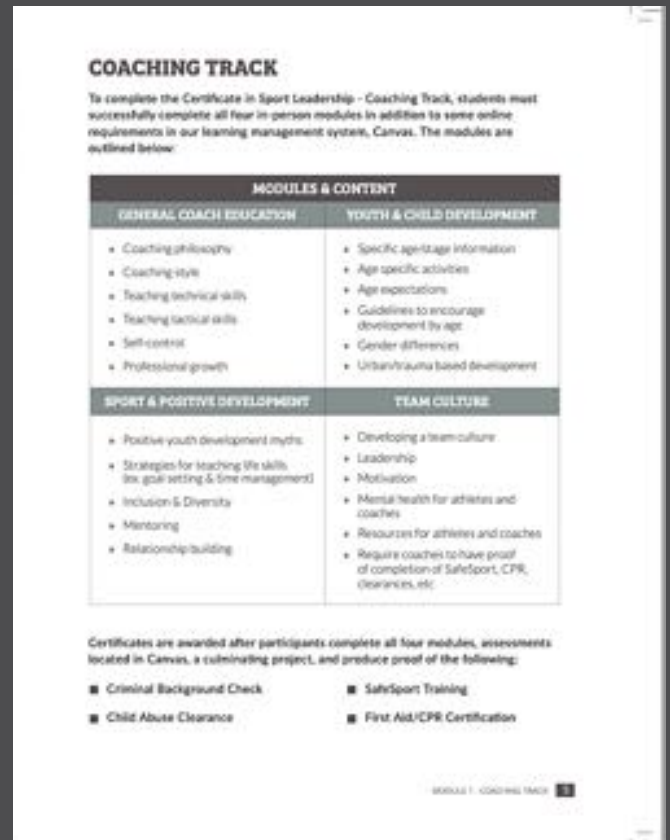 COACHING TRACK
To complete the Certificate in Sport Leadership - Coaching Track, students must
successfully complete all four in-person modules in addition to some online
requirements in our learning management system, Canvas. The modules are
outlined below:
MODULES & CONTENT
GENERAL COACH EDUCATION
• Coaching philosophy
• Coaching style
• Teaching technical skills
• Teaching tactical skills
• Self-control
• Professional growth
YOUTH & CHILD DEVELOPMENT
• Specific age/stage information
• Age specific activities
• Age expectations
• Guidelines to encourage
development by age
• Gender differences
• Urban/trauma based development
SPORT & POSITIVE DEVELOPMENT
• Positive youth development myths
• Strategies for teaching life skills
(ex. goal setting & time management)
• Inclusion & Diversity
• Mentoring
• Relationship building
TEAM CULTURE
• Developing a team culture
• Leadership
• Motivation
• Mental health for athletes and
coaches
• Resources for athletes and coaches
• Require coaches to have proof
of completion of SafeSport, CPR,
clearances, etc
Certificates are awarded after participants complete all four modules, assessments
located in Canvas, a culminating project, and produce proof of the following:
■ Criminal Background Check
■ Child Abuse Clearance
■ SafeSport Training
■ First Aid/CPR Certification
MODULE 1 - COACHING TRACK